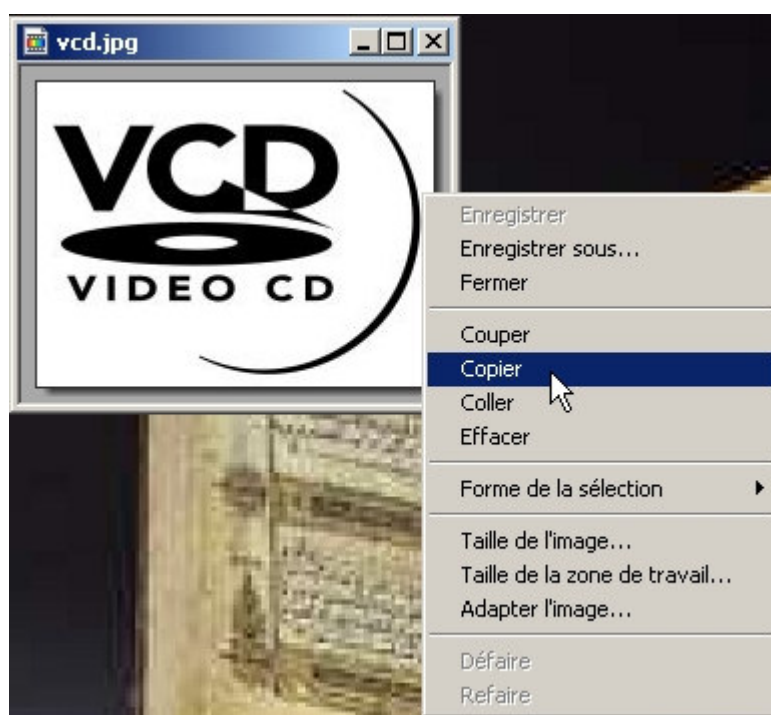 vcd.jpg
VCD
VIDEO CD
Enregistrer
Enregistrer sous...
Fermer
Couper
Copier
Coller
Effacer
Forme de la sélection
Taille de l'image...
Taille de la zone de travail...
Adapter l'image...
Défaire
Refaire